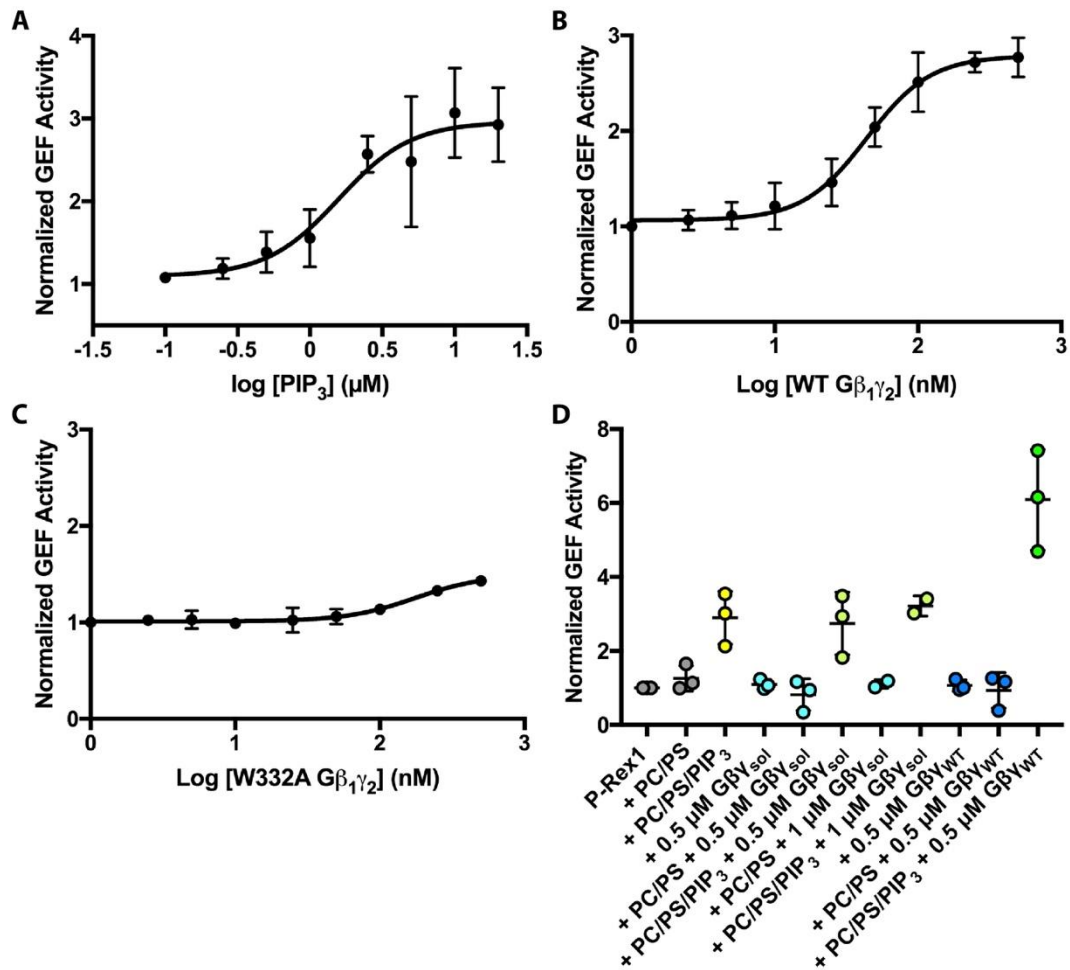 A
Normalized GEF Activity
4
3
2
1
-1.5
-1
-0.5
0
0.5
1
1.5
log [PIP₃] (µM)
B
Normalized GEF Activity
3
2
1
0
0
1
2
3
Log [WT Gβ₁γ₂] (nM)
C
Normalized GEF Activity
3
2
1
0
0
1
2
3
Log [W332A Gβ₁γ₂] (nM)
D
Normalized GEF Activity
8
6
4
2
0
P-Rex1
+ PC/PS
+ PC/PS/PIP₃
+ 0.5 µM Gβγsol
+ PC/PS + 0.5 µM Gβγsol
+ PC/PS/PIP₃ + 0.5 µM Gβγsol
+ PC/PS + 1 µM Gβγsol
+ PC/PS/PIP₃ + 1 µM Gβγsol
+ 0.5 µM GβγWT
+ PC/PS + 0.5 µM GβγWT
+ PC/PS/PIP₃ + 0.5 µM GβγWT